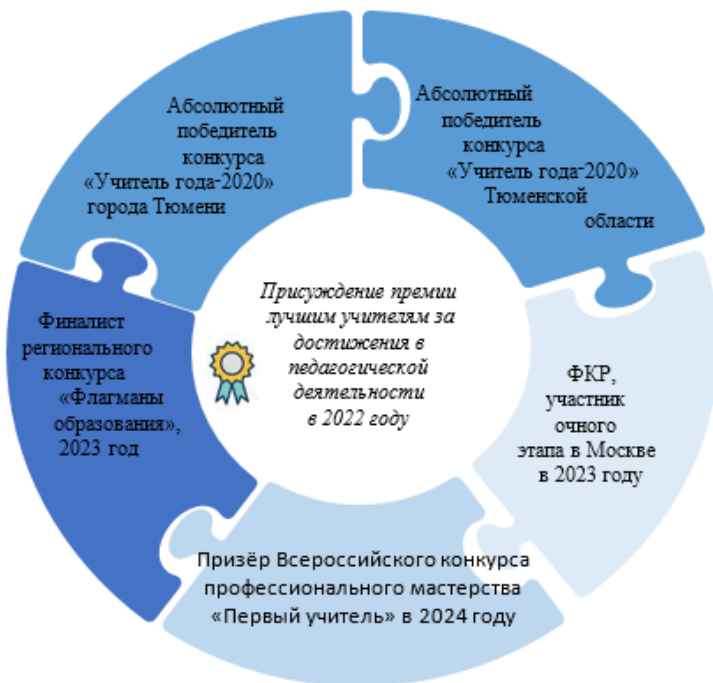 Абсолютный
победитель
конкурса
«Учитель года-2020»
города Тюмени
Абсолютный
победитель
конкурса
«Учитель года-2020»
Тюменской
области
Финалист
регионального
конкурса
«Флагманы
образования»,
2023 год
Присуждение премии
лучшим учителям за
достижения в
педагогической
деятельности
в 2022 году
ФКР,
участник
очного
этапа в Москве
в 2023 году
Призёр Всероссийского конкурса
профессионального мастерства
«Первый учитель» в 2024 году